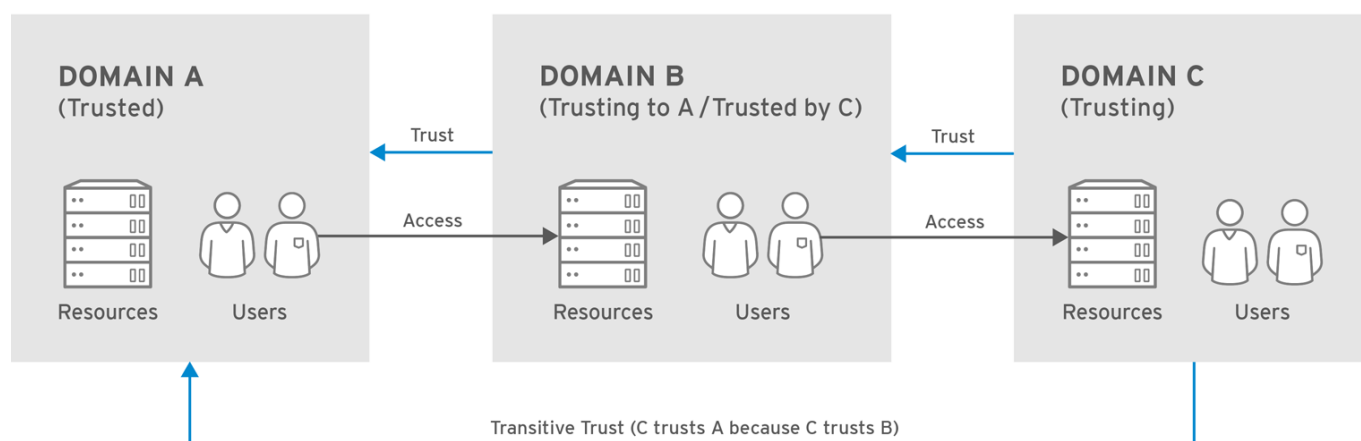 DOMAIN A
(Trusted)
DOMAIN B
(Trusting to A / Trusted by C)
DOMAIN C
(Trusting)
Trust
Trust
Access
Access
Resources
Users
Resources
Users
Resources
Users
Transitive Trust (C trusts A because C trusts B)